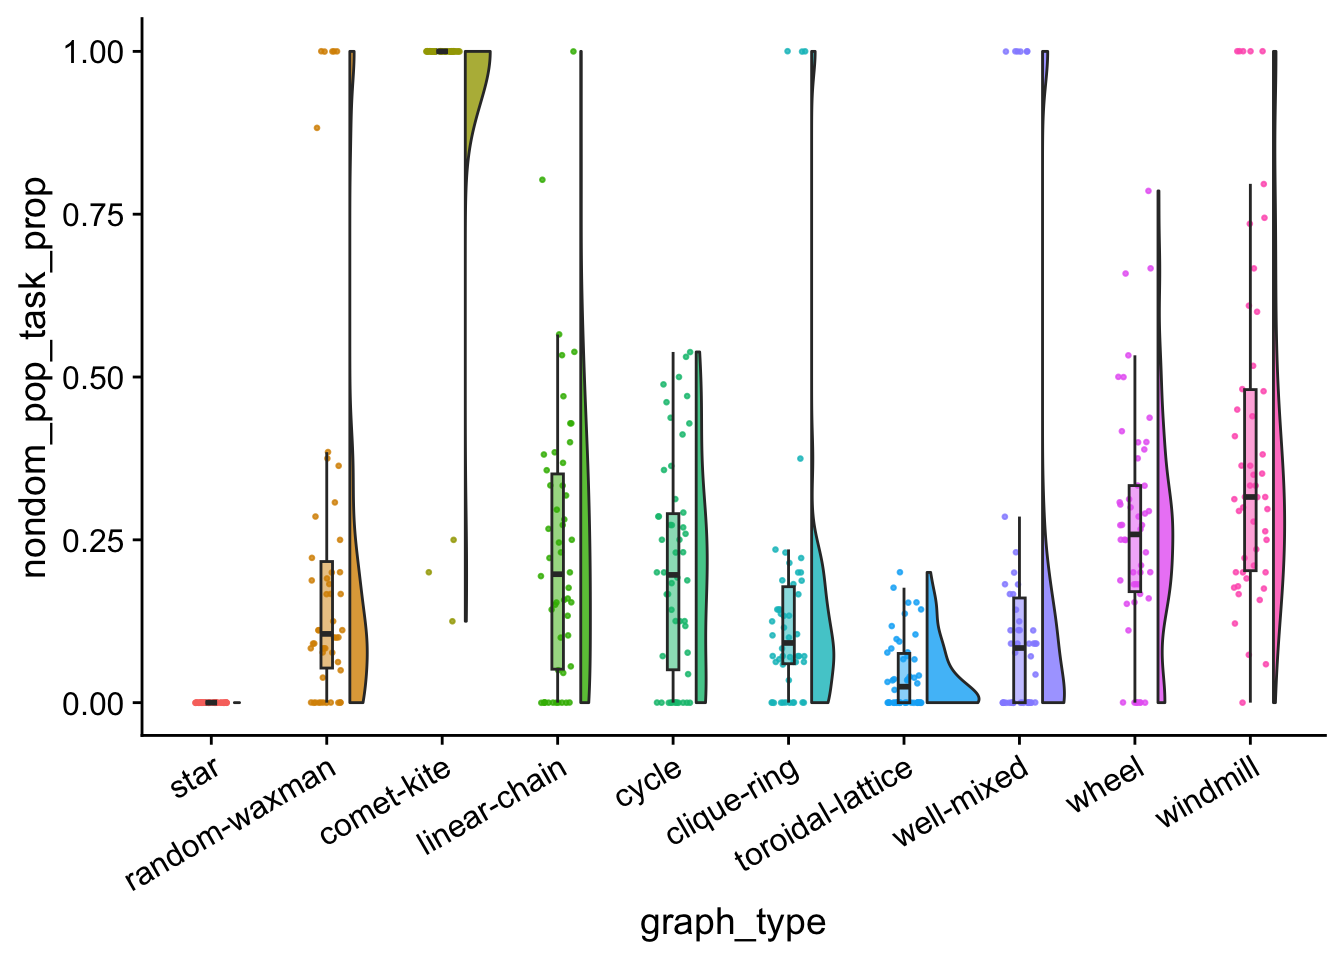 nondom_pop_task_prop
1.00
0.75
0.50
0.25
0.00
star
random-waxman
comet-kite
linear-chain
cycle
clique-ring
toroidal-lattice
well-mixed
wheel
windmill
graph_type